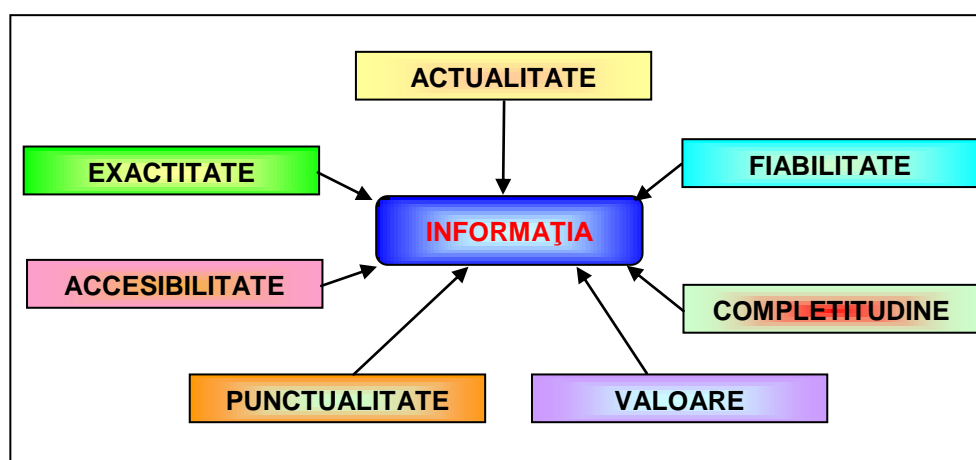 ACTUALITATE
EXACTITATE
FIABILITATE
INFORMAŢIA
ACCESIBILITATE
COMPLETITUDINE
PUNCTUALITATE
VALOARE